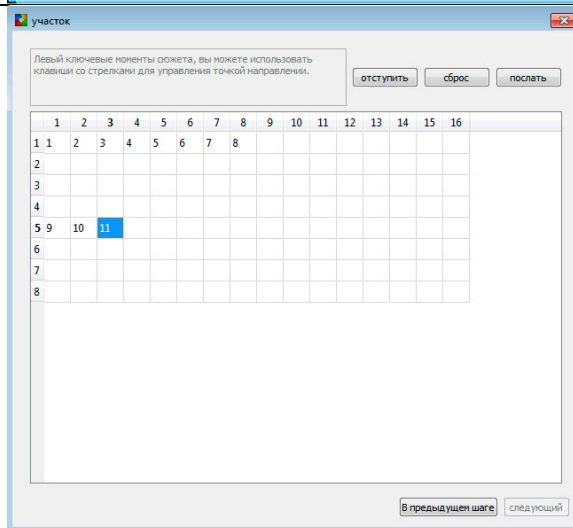 участок
Левый ключевые моменты сюжета, вы можете использовать
клавиши со стрелками для управления точкой направлении.
отступить сброс послать
1 2 3 4 5 6 7 8 9 10 11 12 13 14 15 16
1 1 2 3 4 5 6 7 8
2
3
4
5 9 10 11
6
7
8
В предыдущем шаге следующий